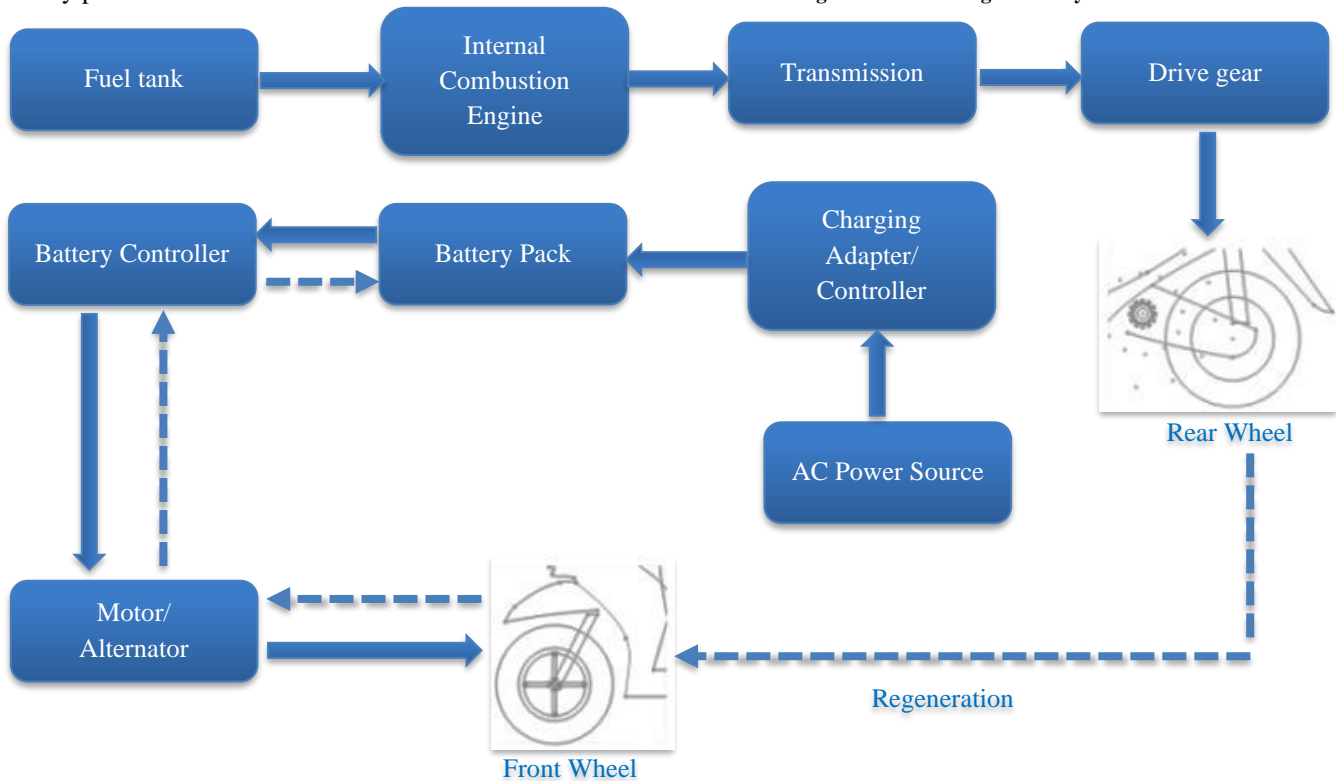 Fuel tank
Internal
Combustion
Engine
Transmission
Drive gear
Battery Controller
Battery Pack
Charging
Adapter/
Controller
Rear Wheel
AC Power Source
Motor/
Alternator
Regeneration
Front Wheel